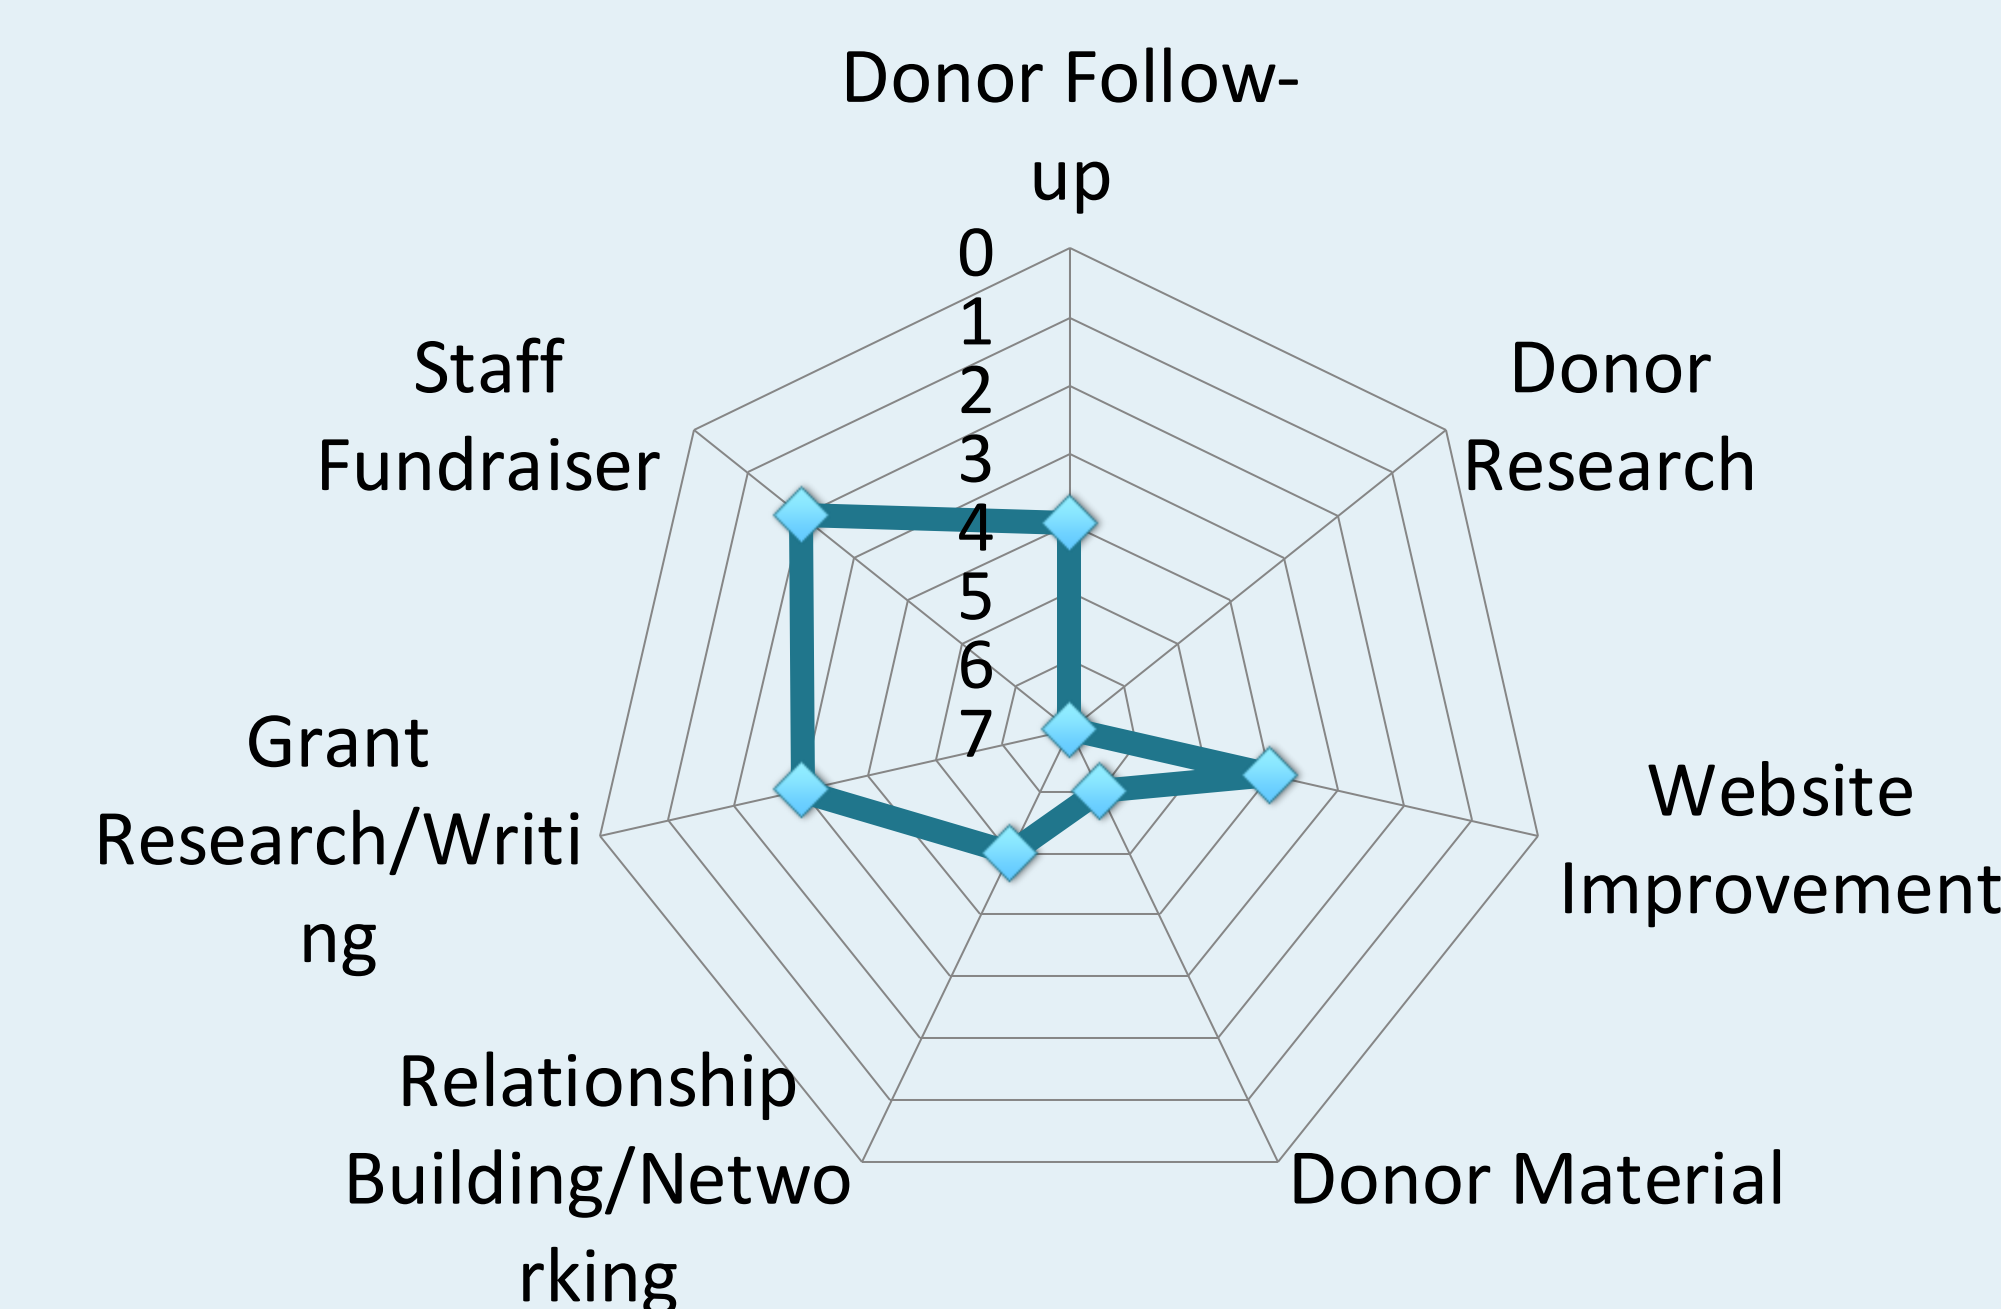 Donor Follow-
up
0
1
2
3
4
5
6
7
Donor
Research
Website
Improvement
Donor Material
Relationship
Building/Netwo
rking
Grant
Research/Writi
ng
Staff
Fundraiser